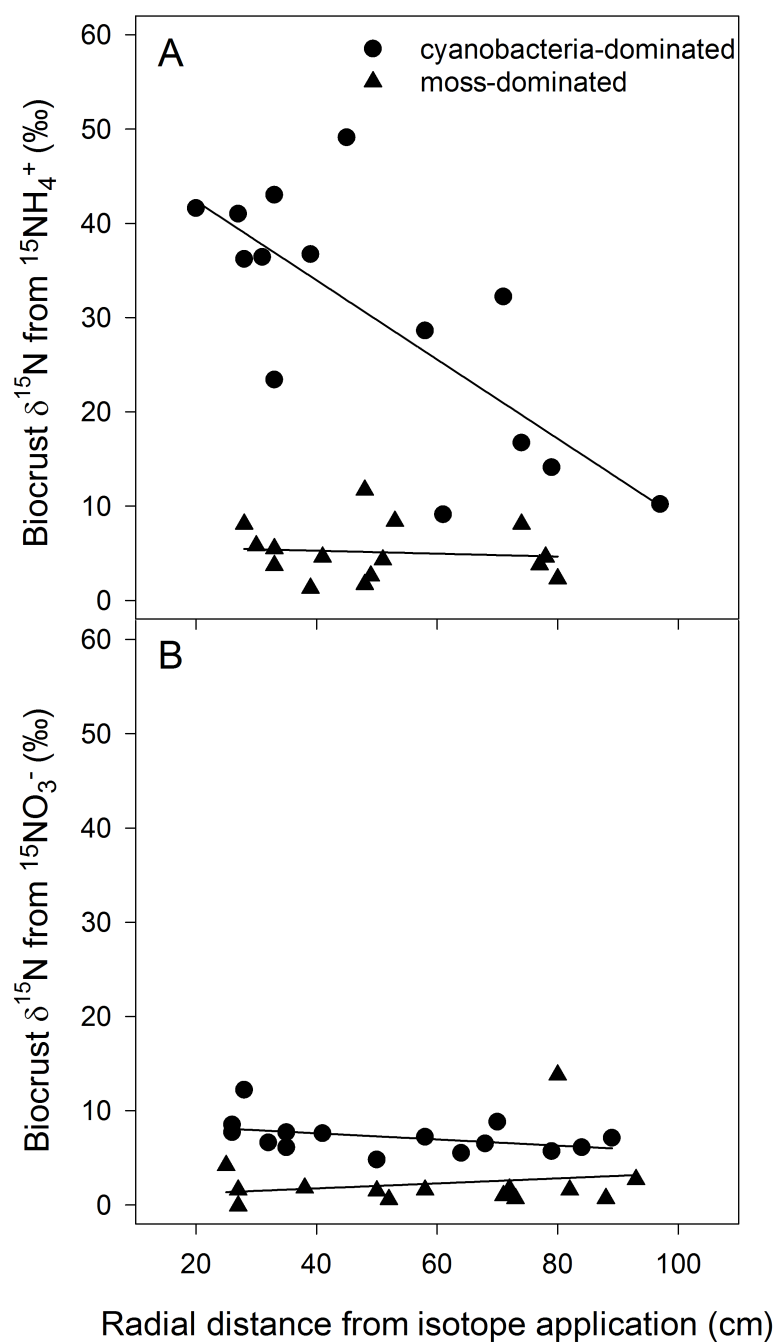 A
cyanobacteria-dominated
moss-dominated
Biocrust δ¹⁵N from ¹⁵NH₄⁺ (‰)
60
50
40
30
20
10
0
B
Biocrust δ¹⁵N from ¹⁵NO₃⁻ (‰)
60
50
40
30
20
10
0
20 40 60 80 100
Radial distance from isotope application (cm)